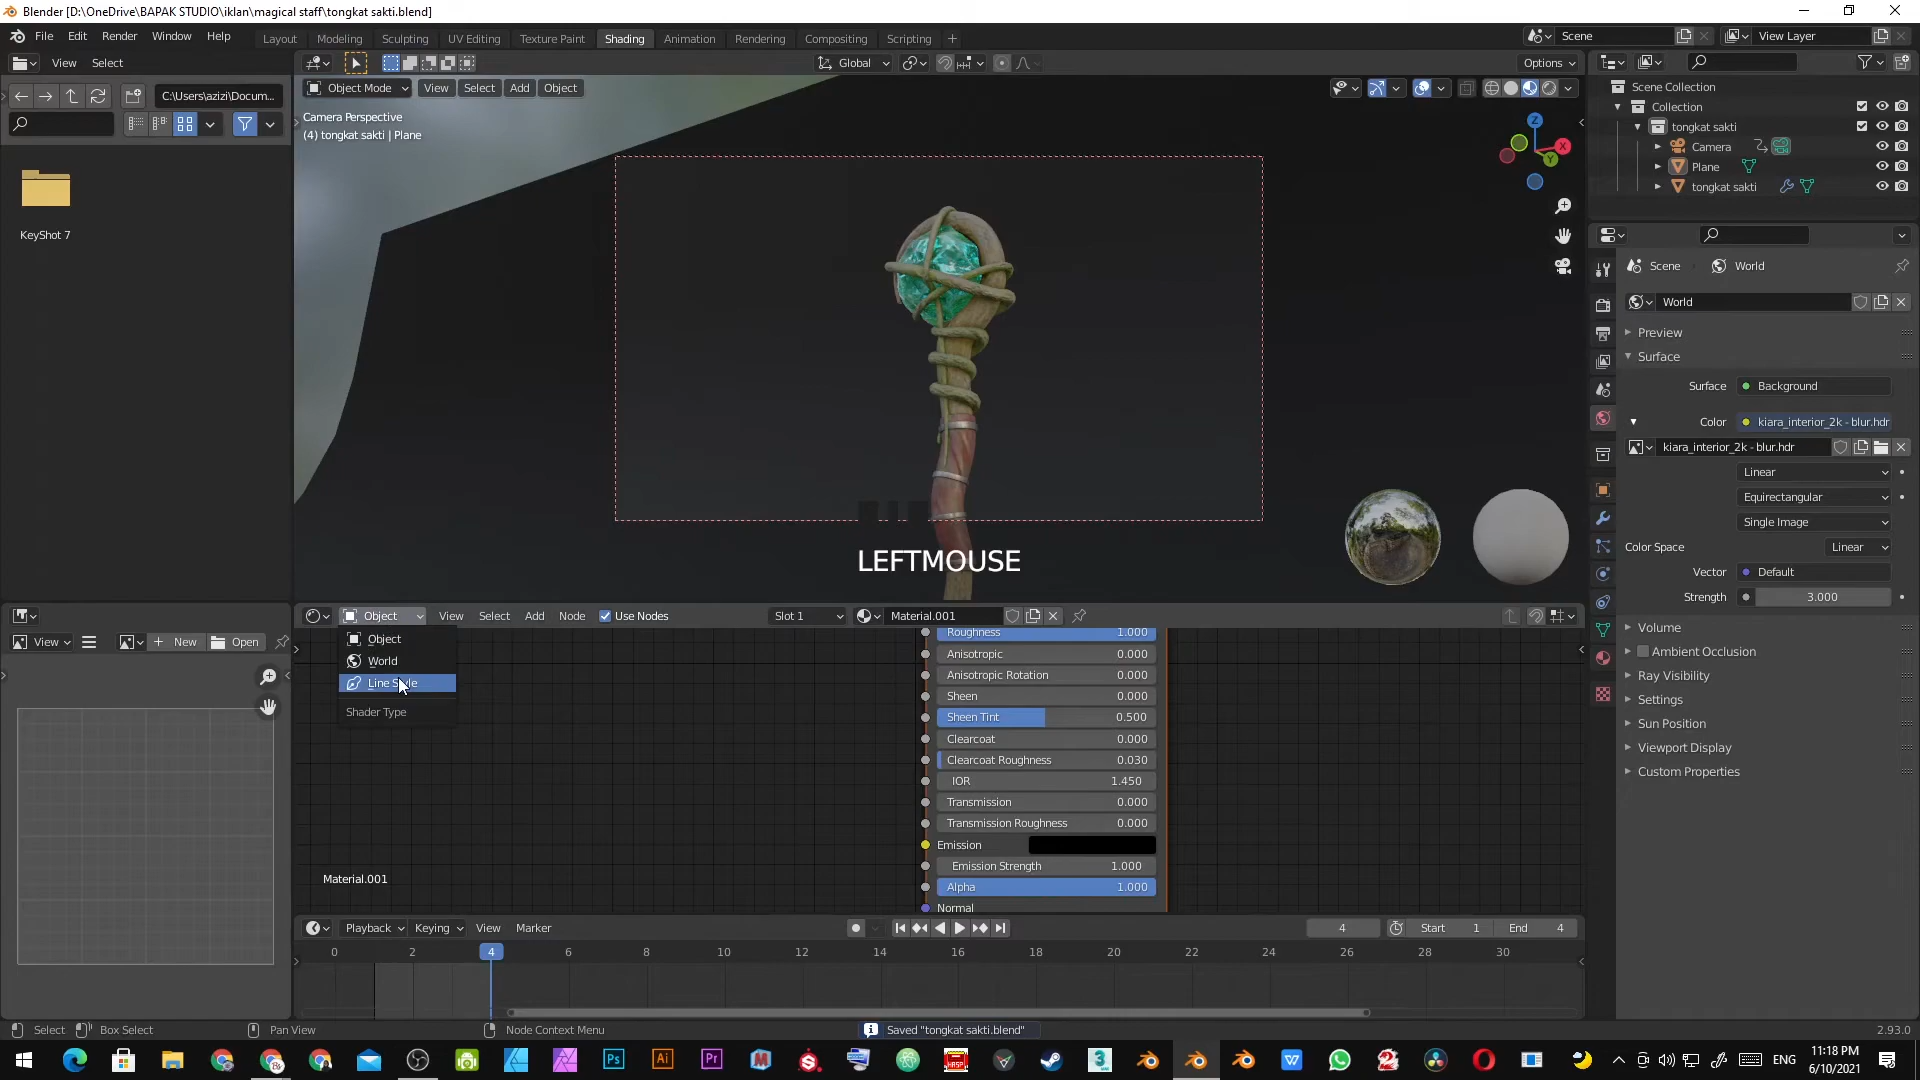 Blender [D:\OneDrive\BAPAK STUDIO\iklan\magical staff\tongkat sakti.blend]
File Edit Render Window Help
Layout Modeling Sculpting UV Editing Texture Paint Shading Animation Rendering Compositing Scripting
Scene
View Layer
View Select
Global
Options
C:\Users\azizi\Docum...
Object Mode View Select Add Object
Camera Perspective
(4) tongkat sakti | Plane
KeyShot 7
LEFTMOUSE
Z
X
Y
Scene Collection
Collection
tongkat sakti
Camera
Plane
tongkat sakti
Scene World
World
Preview
Surface
Surface Background
Color kiara_interior_2k - blur.hdr
kiara_interior_2k - blur.hdr
Linear
Equirectangular
Single Image
Color Space Linear
Vector Default
Strength 3.000
Volume
Ambient Occlusion
Ray Visibility
Settings
Sun Position
Viewport Display
Custom Properties
Object View Select Add Node Use Nodes Slot 1 Material.001
View New Open
Object
World
Line Style
Shader Type
Roughness 1.000
Anisotropic 0.000
Anisotropic Rotation 0.000
Sheen 0.000
Sheen Tint 0.500
Clearcoat 0.000
Clearcoat Roughness 0.030
IOR 1.450
Transmission 0.000
Transmission Roughness 0.000
Emission
Emission Strength 1.000
Alpha 1.000
Normal
Material.001
Playback Keying View Marker
4 Start 1 End 4
0 2 4 6 8 10 12 14 16 18 20 22 24 26 28 30
Select Box Select Pan View Node Context Menu Saved "tongkat sakti.blend" 2.93.0
Ps Ai Pr
ENG
11:18 PM
6/10/2021